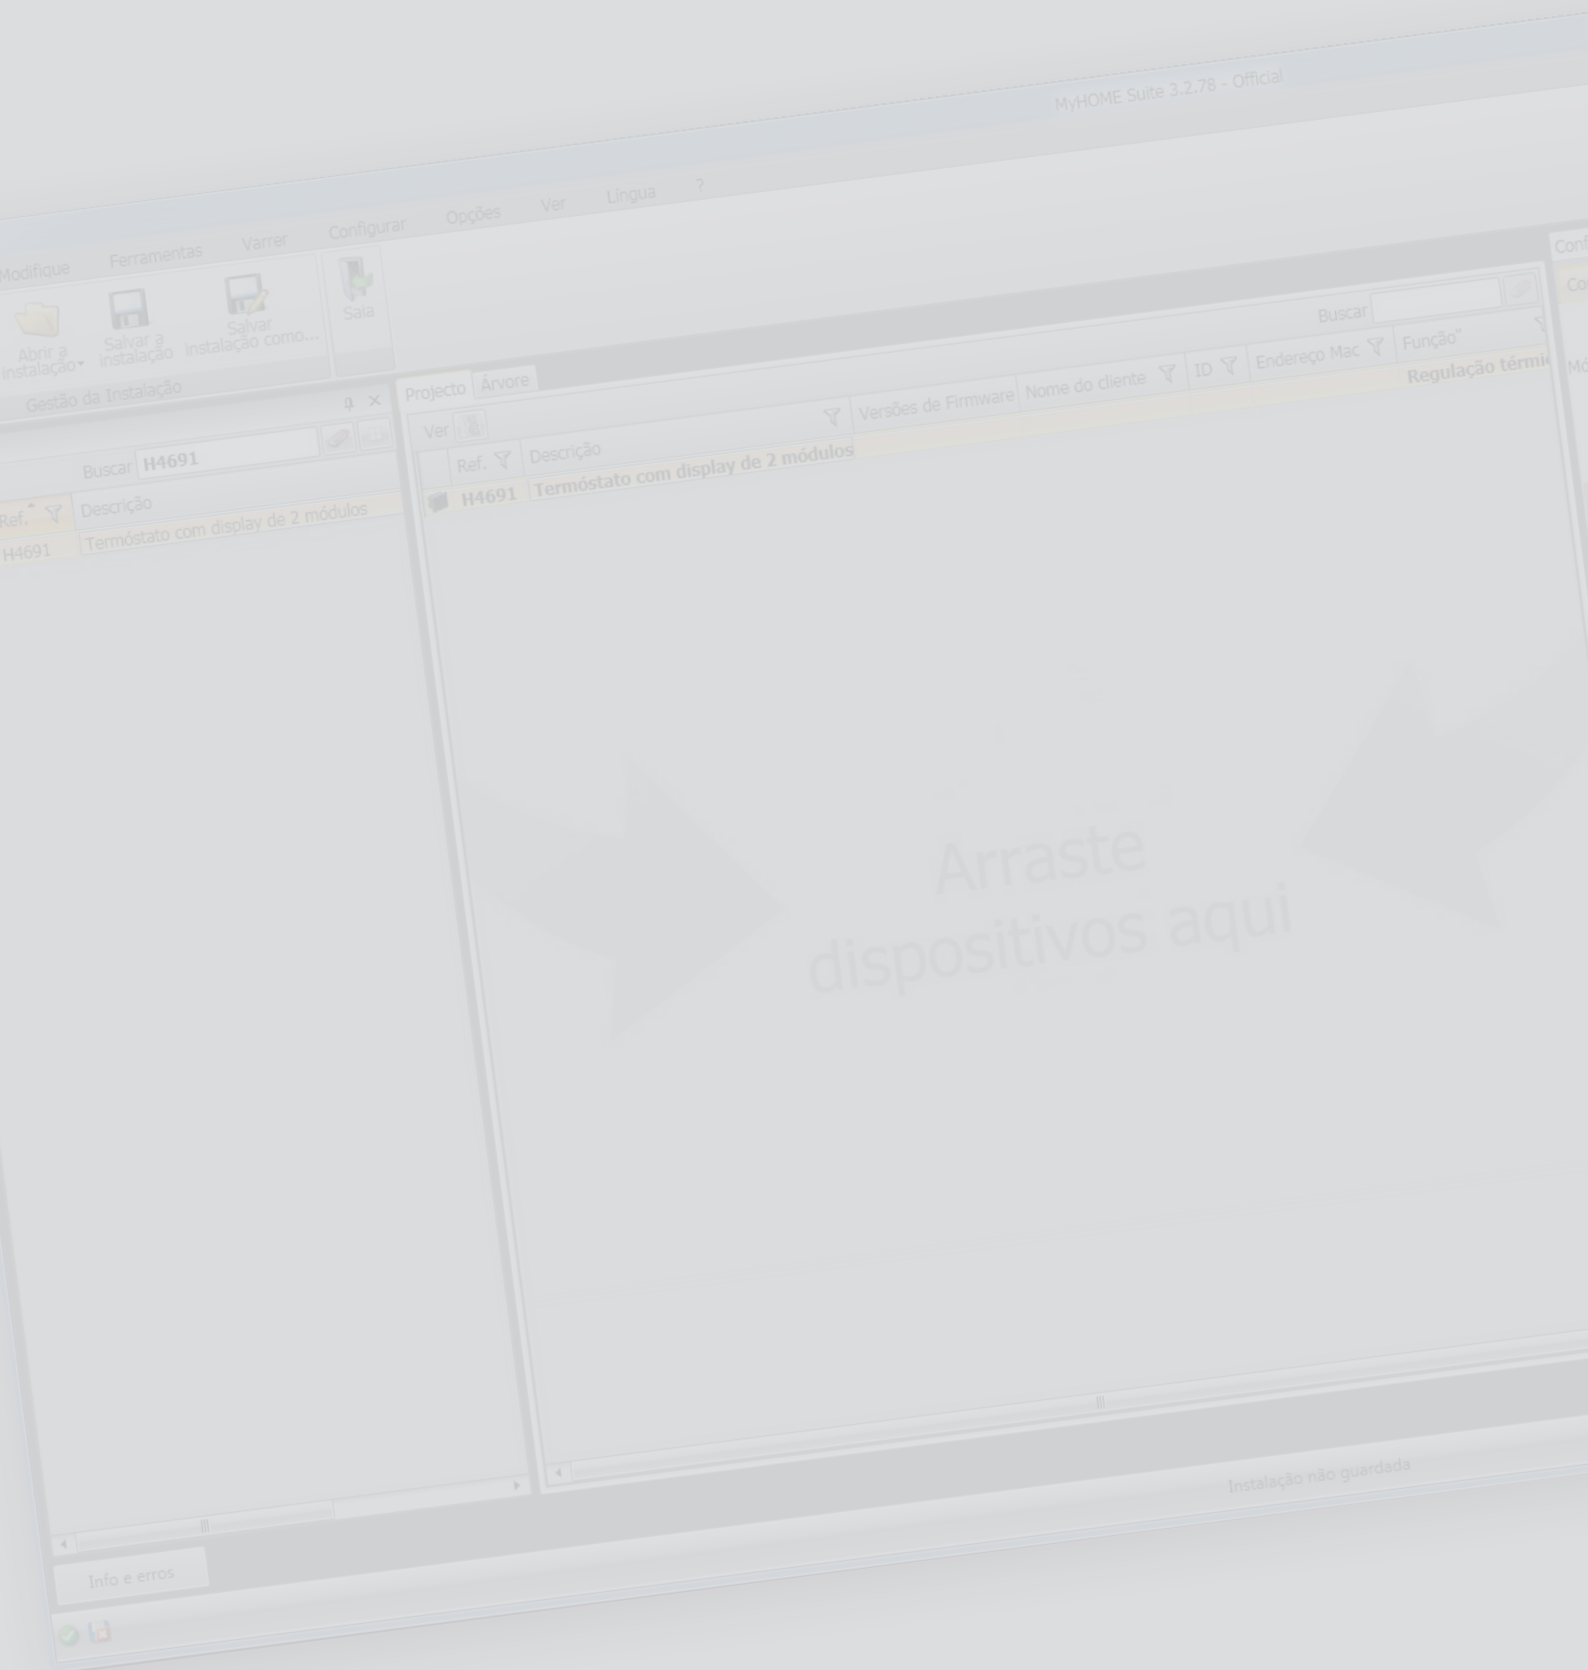 MyHOME Suite 3.2.78 - Official
Modifique Ferramentas Varrer Configurar Opções Ver Língua ?
Abrir a
instalação
Salvar a
instalação
Salvar
instalação como...
Saia
Gestão da Instalação
Buscar H4691
Ref. Descrição
H4691 Termóstato com display de 2 módulos
Projecto Árvore
Ver Buscar
Ref. Descrição Versões de Firmware Nome do cliente ID Endereço Mac Função"
H4691 Termóstato com display de 2 módulos Regulação térmi
Arraste
dispositivos aqui
Instalação não guardada
Info e erros